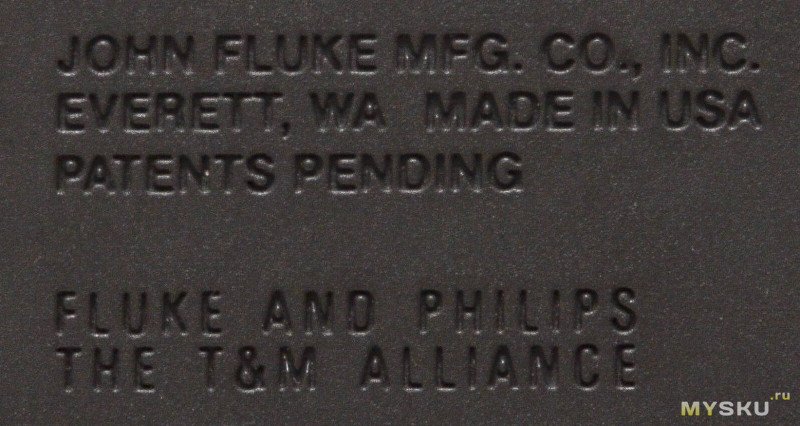 JOHN FLUKE MFG. CO., INC.
EVERETT, WA MADE IN USA
PATENTS PENDING
FLUKE AND PHILIPS
THE T&M ALLIANCE
MYSKU.ru